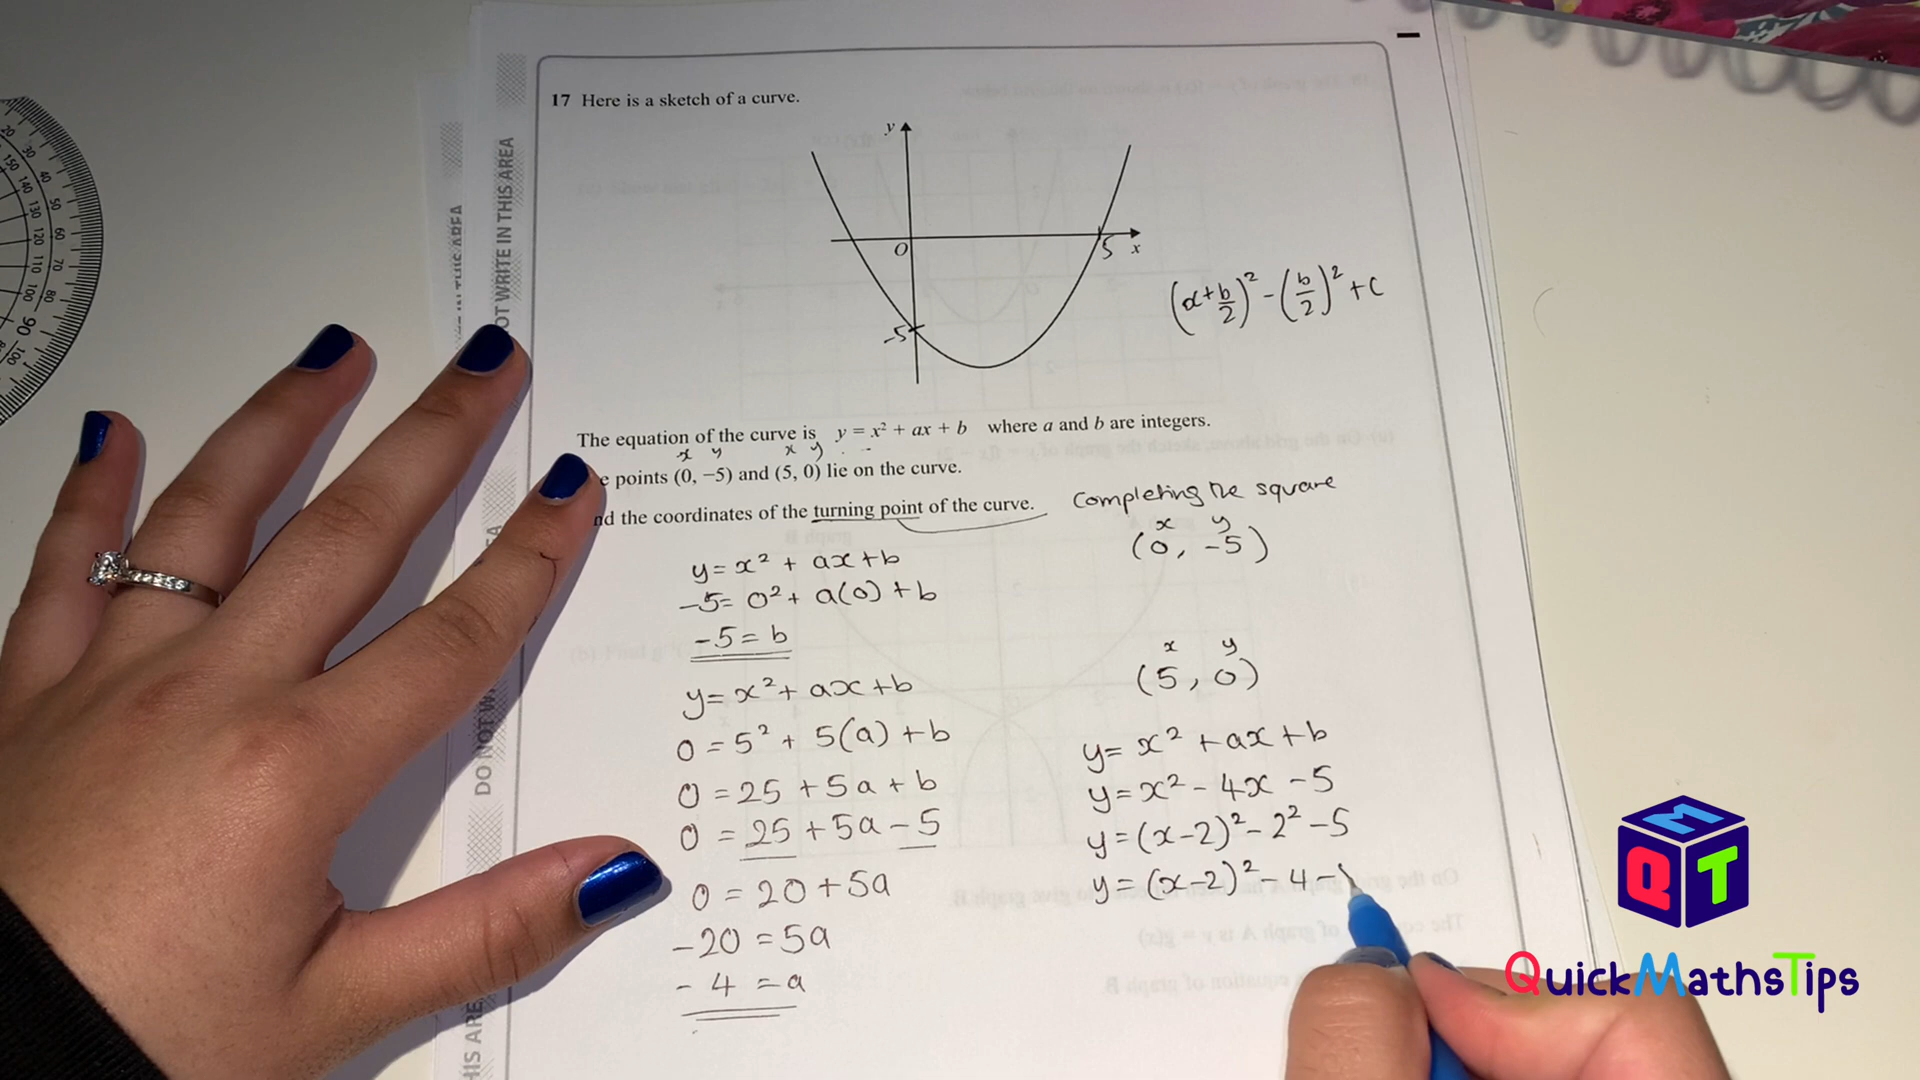 17 Here is a sketch of a curve.
y
O
5
x
-5
(x+b/2)² - (b/2)² + c
The equation of the curve is y = x² + ax + b where a and b are integers.
x y x y
e points (0, −5) and (5, 0) lie on the curve.
nd the coordinates of the turning point of the curve.
Completing the square
x y
(0, -5)
y = x² + ax + b
-5 = 0² + a(0) + b
-5 = b
x y
(5, 0)
y = x² + ax + b
0 = 5² + 5(a) + b
0 = 25 + 5a + b
0 = 25 + 5a - 5
0 = 20 + 5a
-20 = 5a
-4 = a
y = x² + ax + b
y = x² - 4x - 5
y = (x-2)² - 2² - 5
y = (x-2)² - 4 -
OT WRITE IN THIS AREA
DO NOT W
HIS ARE
M
Q T
QuickMathsTips